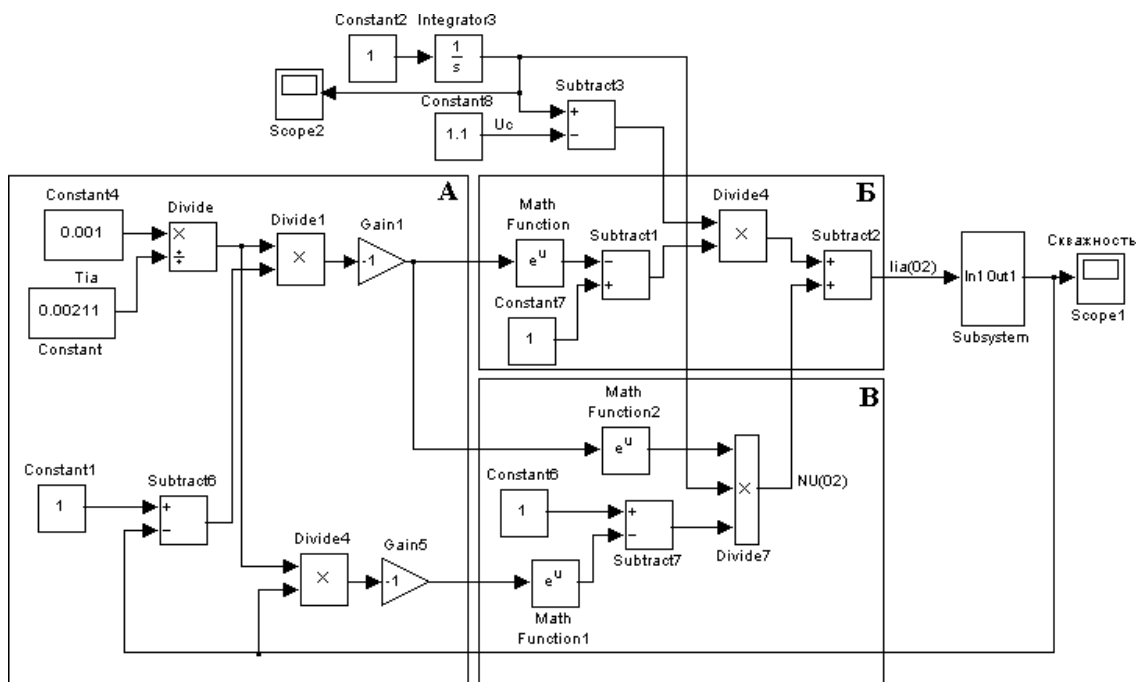 Constant2
Integrator3
1
1
s
Scope2
Constant8
1.1
Uc
Subtract3
+
−
А
Constant4
0.001
Divide
×
÷
Divide1
×
Gain1
-1
Tia
0.00211
Constant
Constant1
1
Subtract6
+
−
Divide4
×
Gain5
-1
Б
Math
Function
e^u
Subtract1
−
+
Constant7
1
Divide4
×
Subtract2
+
+
Iia(02)
In1 Out1
Subsystem
Скважность
Scope1
В
Math
Function2
e^u
Constant6
1
+
−
Subtract7
×
Divide7
NU(02)
e^u
Math
Function1